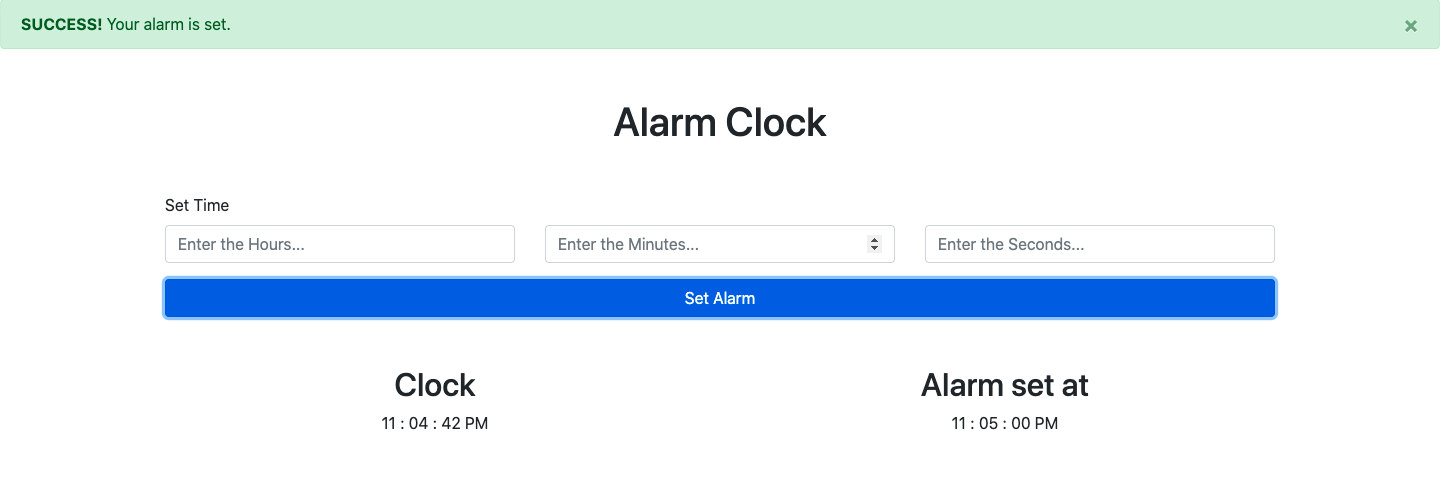 SUCCESS! Your alarm is set. ×
Alarm Clock
Set Time
Enter the Hours... Enter the Minutes... Enter the Seconds...
Set Alarm
Clock Alarm set at
11 : 04 : 42 PM 11 : 05 : 00 PM